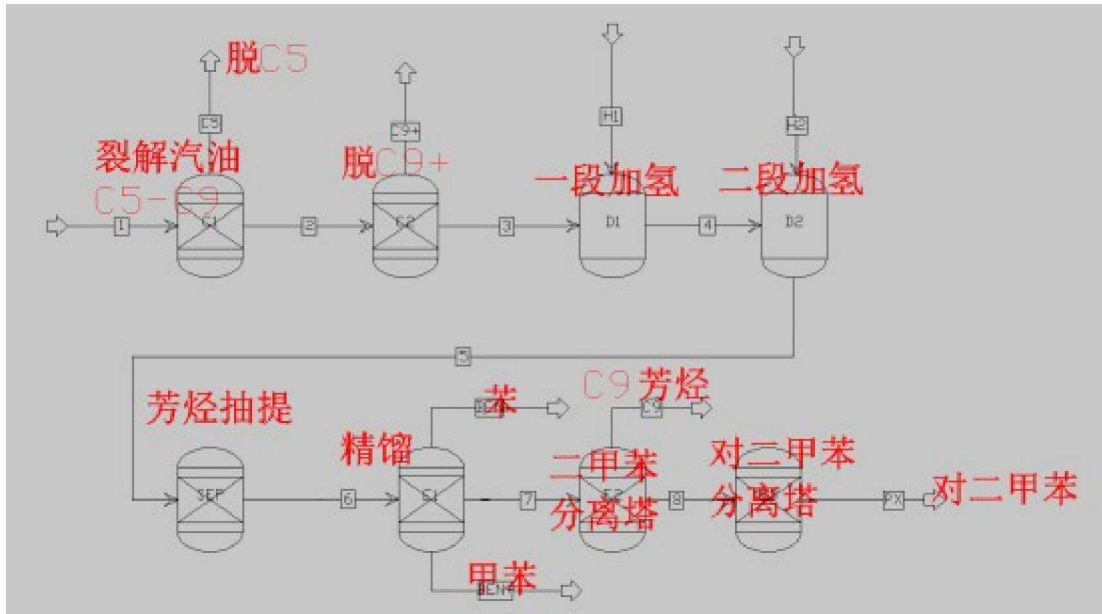 脱C5
C5
C9+
H1
H2
裂解汽油
C5-C9
脱C9+
一段加氢
二段加氢
1
2
3
D1
4
D2
5
芳烃抽提
SEP
精馏
6
苯
C9芳烃
C9
甲苯
7
二甲苯
分离塔
8
对二甲苯
分离塔
PX
对二甲苯